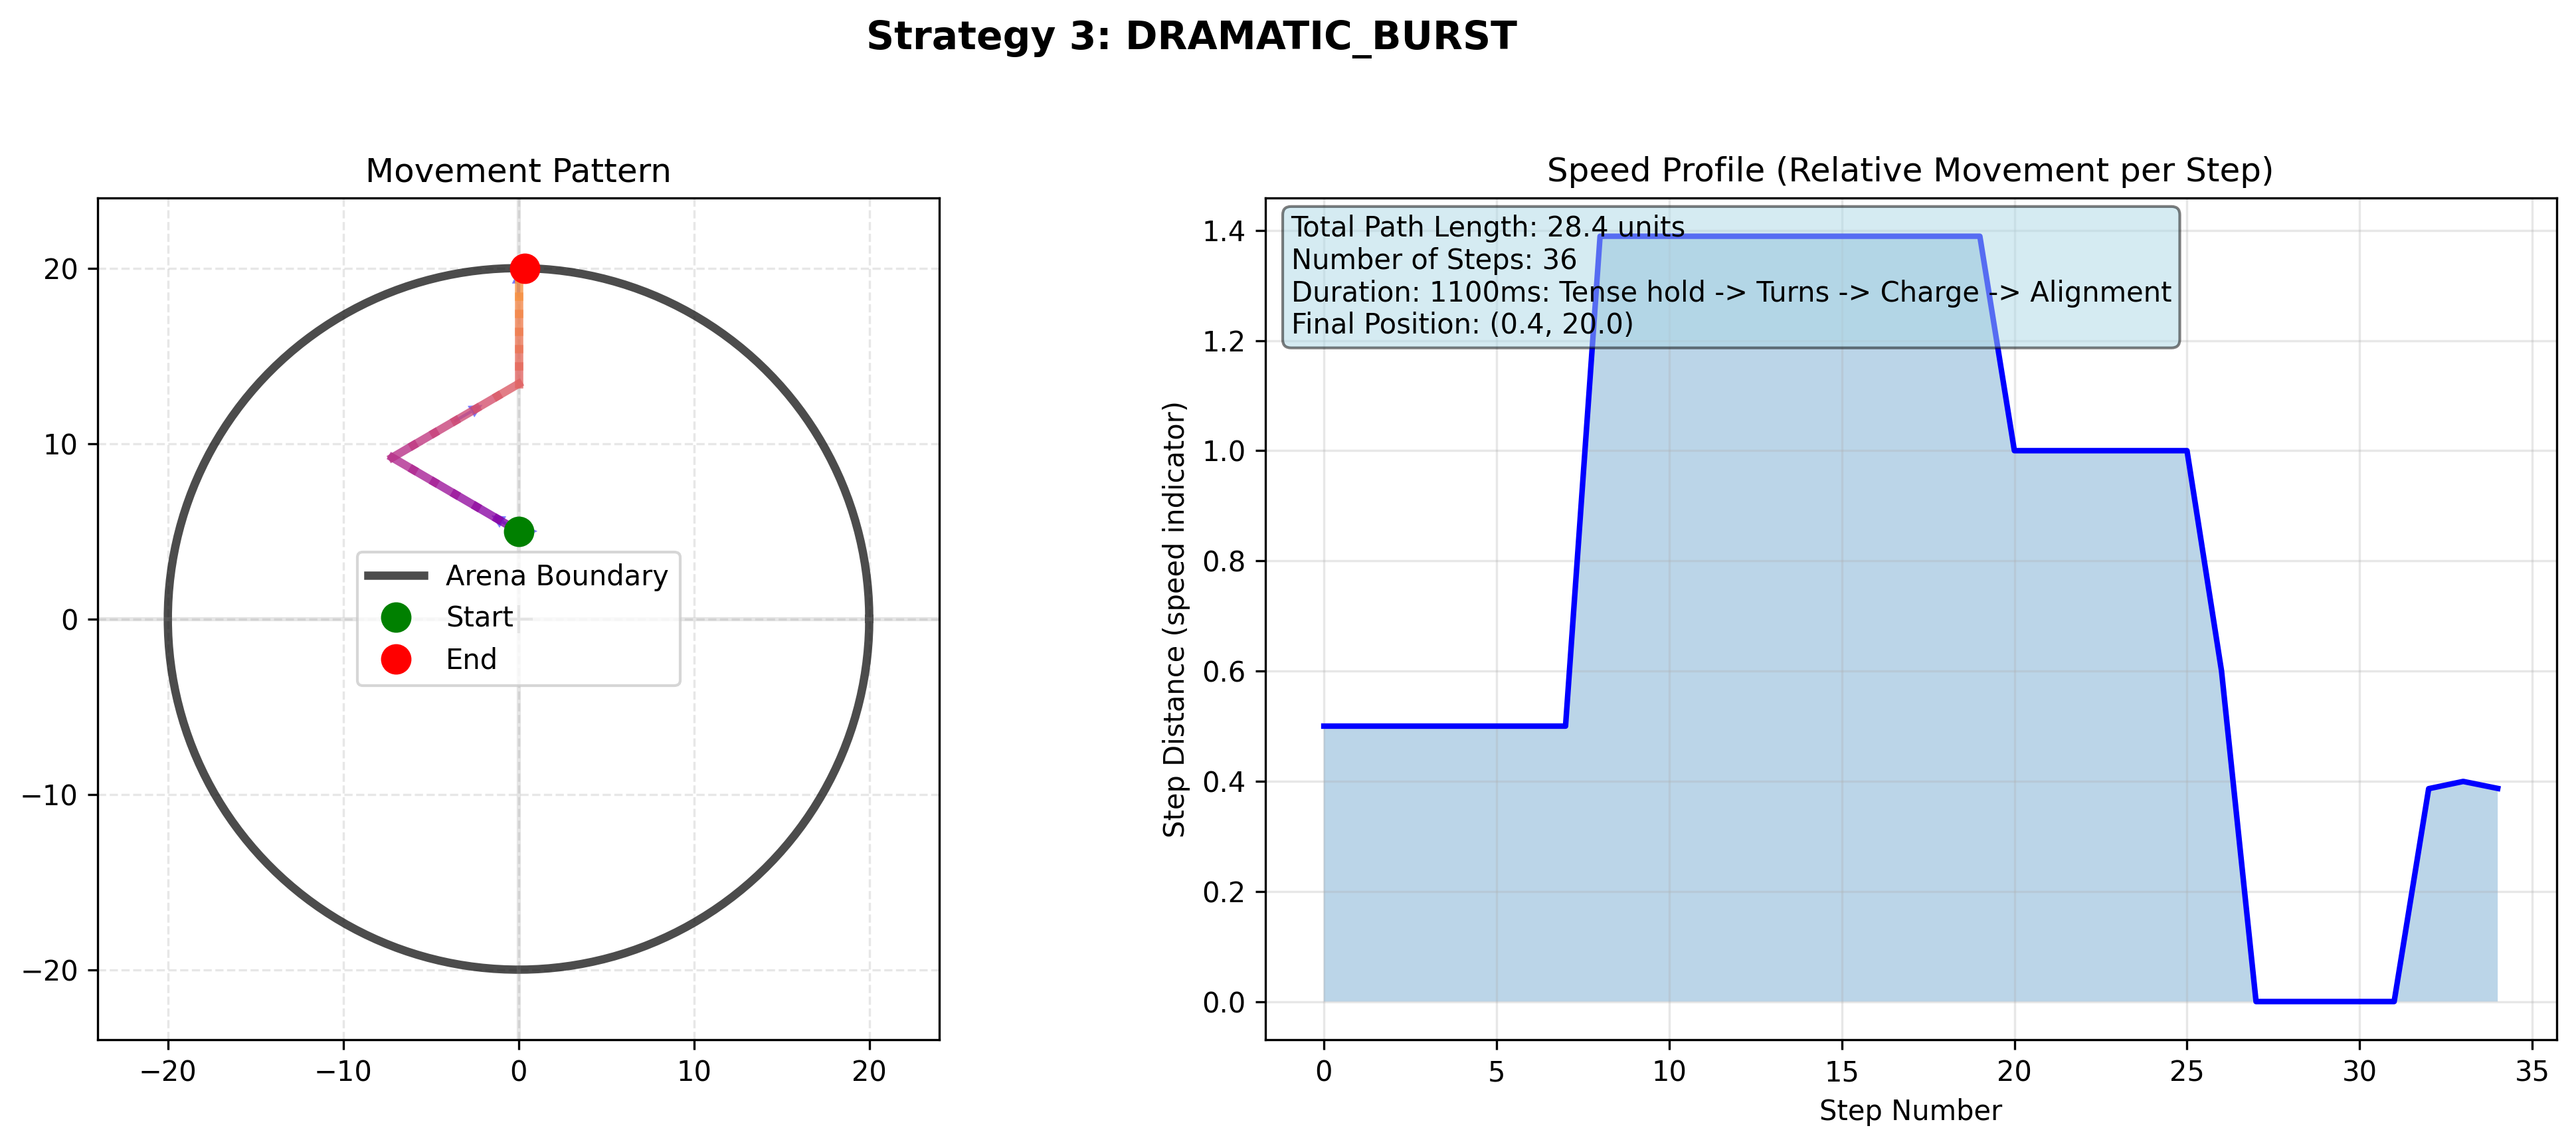 Strategy 3: DRAMATIC_BURST
Movement Pattern
20
10
0
−10
−20
−20
−10
0
10
20
Arena Boundary
Start
End
Speed Profile (Relative Movement per Step)
Total Path Length: 28.4 units
Number of Steps: 36
Duration: 1100ms: Tense hold -> Turns -> Charge -> Alignment
Final Position: (0.4, 20.0)
Step Distance (speed indicator)
1.4
1.2
1.0
0.8
0.6
0.4
0.2
0.0
0
5
10
15
20
25
30
35
Step Number